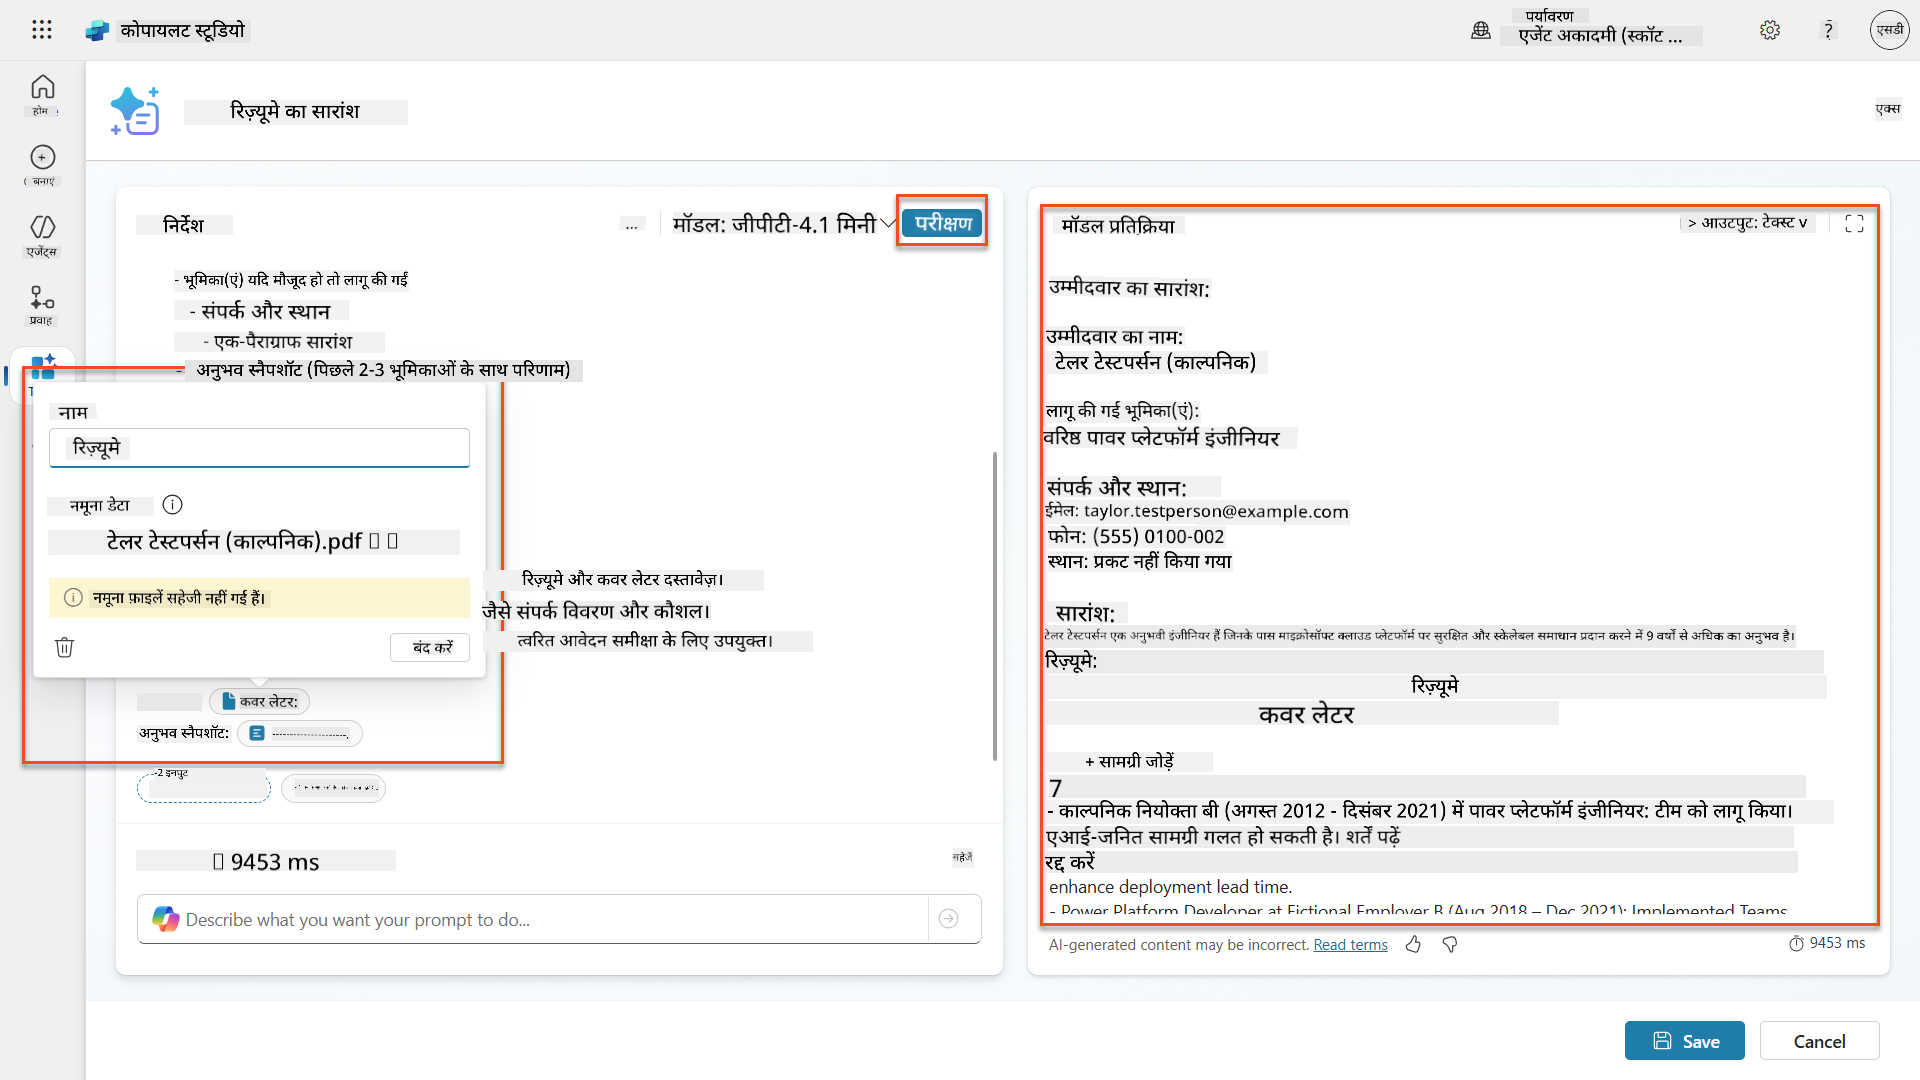 कोपायलट स्टूडियो
पर्यावरण
एजेंट अकादमी (स्कॉट ...
?
एसडी
होम
बनाएं
एजेंट्स
प्रवाह
रिज़्यूमे का सारांश
एक्स
निर्देश
...
मॉडल: जीपीटी-4.1 मिनी
परीक्षण
- भूमिका(एं) यदि मौजूद हो तो लागू की गईं
- संपर्क और स्थान
- एक-पैराग्राफ सारांश
- अनुभव स्नैपशॉट (पिछले 2-3 भूमिकाओं के साथ परिणाम)
नाम
रिज़्यूमे
नमूना डेटा
टेलर टेस्टपर्सन (काल्पनिक).pdf
नमूना फ़ाइलें सहेजी नहीं गई हैं।
बंद करें
रिज़्यूमे और कवर लेटर दस्तावेज़।
जैसे संपर्क विवरण और कौशल।
त्वरित आवेदन समीक्षा के लिए उपयुक्त।
कवर लेटर:
अनुभव स्नैपशॉट:
-2 इनपुट
9453 ms
सहेजें
Describe what you want your prompt to do...
मॉडल प्रतिक्रिया
> आउटपुट: टेक्स्ट v
उम्मीदवार का सारांश:
उम्मीदवार का नाम:
टेलर टेस्टपर्सन (काल्पनिक)
लागू की गई भूमिका(एं):
वरिष्ठ पावर प्लेटफॉर्म इंजीनियर
संपर्क और स्थान:
ईमेल: taylor.testperson@example.com
फोन: (555) 0100-002
स्थान: प्रकट नहीं किया गया
सारांश:
टेलर टेस्टपर्सन एक अनुभवी इंजीनियर हैं जिनके पास माइक्रोसॉफ्ट क्लाउड प्लेटफॉर्म पर सुरक्षित और स्केलेबल समाधान प्रदान करने में 9 वर्षों से अधिक का अनुभव है।
रिज़्यूमे:
रिज़्यूमे
कवर लेटर
+ सामग्री जोड़ें
7
- काल्पनिक नियोक्ता बी (अगस्त 2012 - दिसंबर 2021) में पावर प्लेटफॉर्म इंजीनियर: टीम को लागू किया।
एआई-जनित सामग्री गलत हो सकती है। शर्तें पढ़ें
रद्द करें
enhance deployment lead time.
- Power Platform Developer at Fictional Employer B (Aug 2018 – Dec 2021): Implemented Teams
AI-generated content may be incorrect. Read terms
9453 ms
Save
Cancel